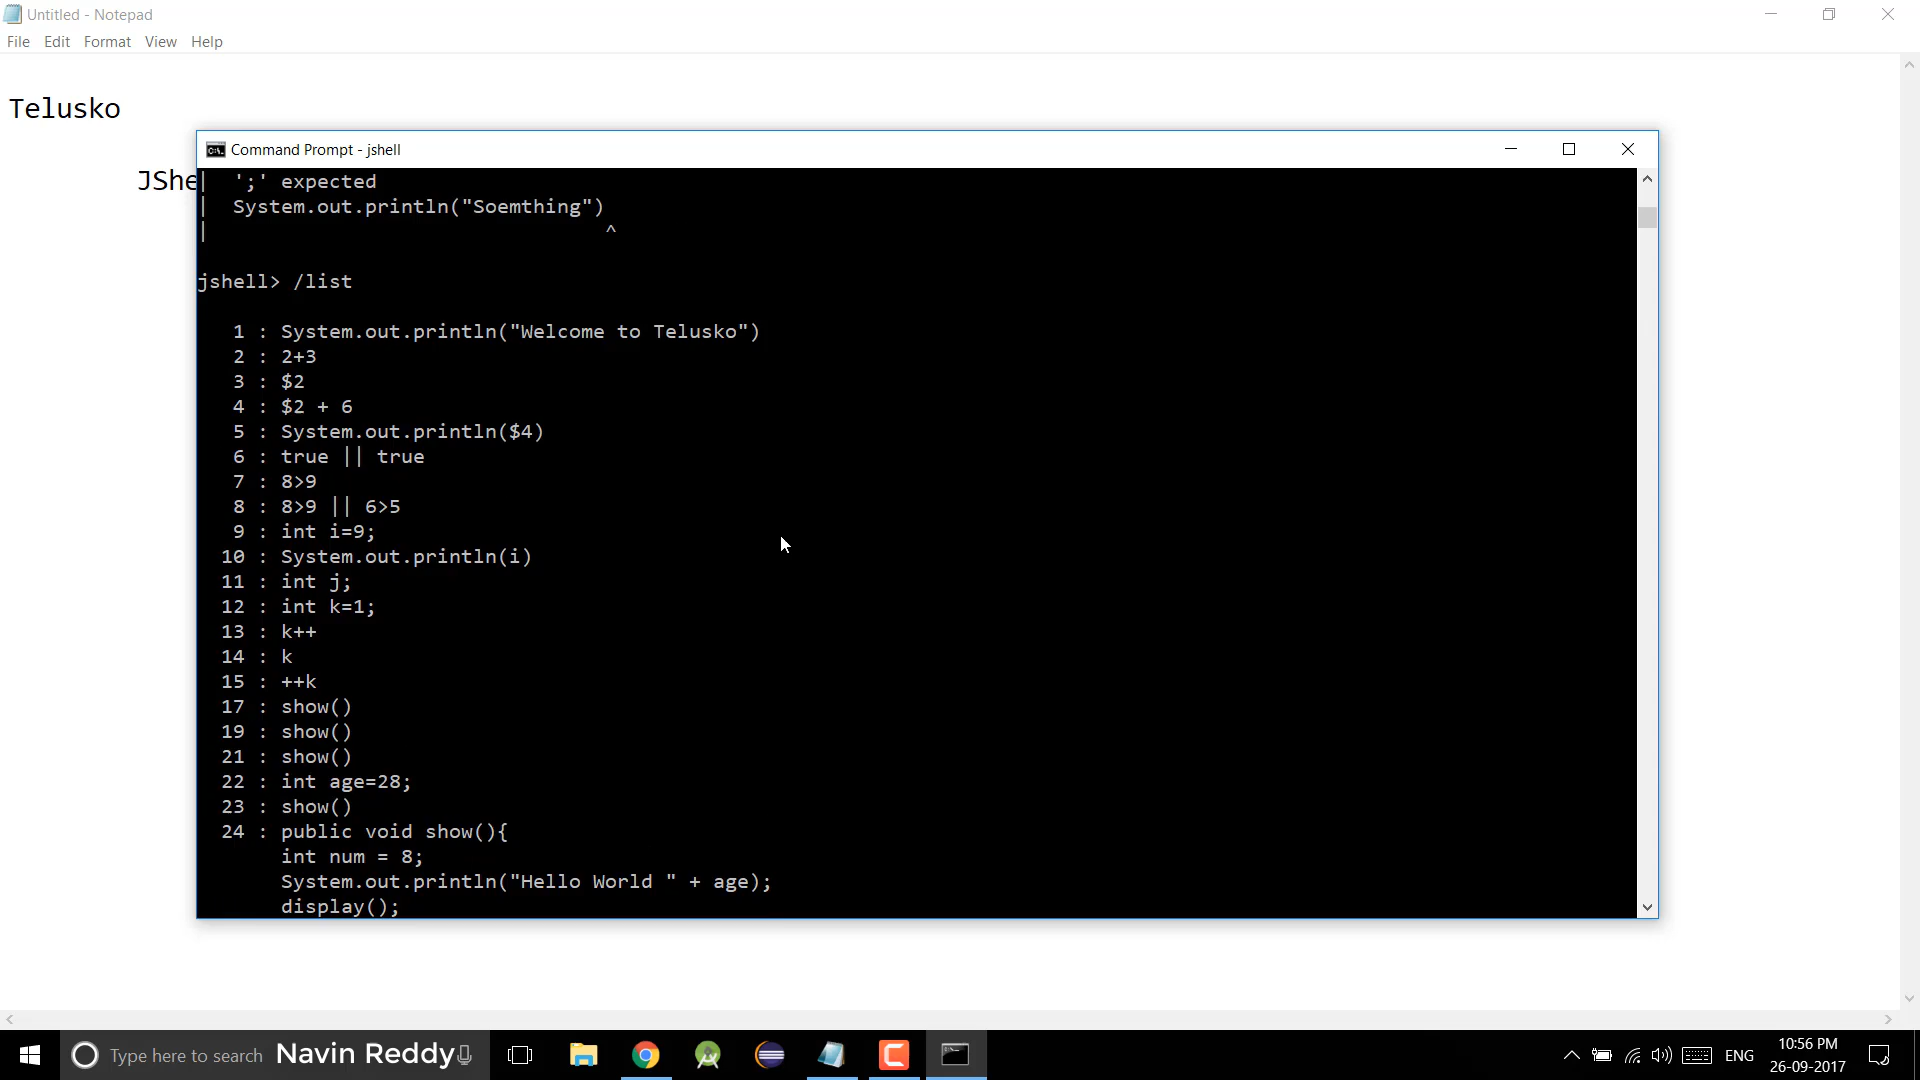 Untitled - Notepad
File Edit Format View Help
Telusko
JShe
Command Prompt - jshell
| ';' expected
| System.out.println("Soemthing")
| ^
jshell> /list
1 : System.out.println("Welcome to Telusko")
2 : 2+3
3 : $2
4 : $2 + 6
5 : System.out.println($4)
6 : true || true
7 : 8>9
8 : 8>9 || 6>5
9 : int i=9;
10 : System.out.println(i)
11 : int j;
12 : int k=1;
13 : k++
14 : k
15 : ++k
17 : show()
19 : show()
21 : show()
22 : int age=28;
23 : show()
24 : public void show(){
int num = 8;
System.out.println("Hello World " + age);
display();
Type here to search Navin Reddy
ENG
10:56 PM
26-09-2017